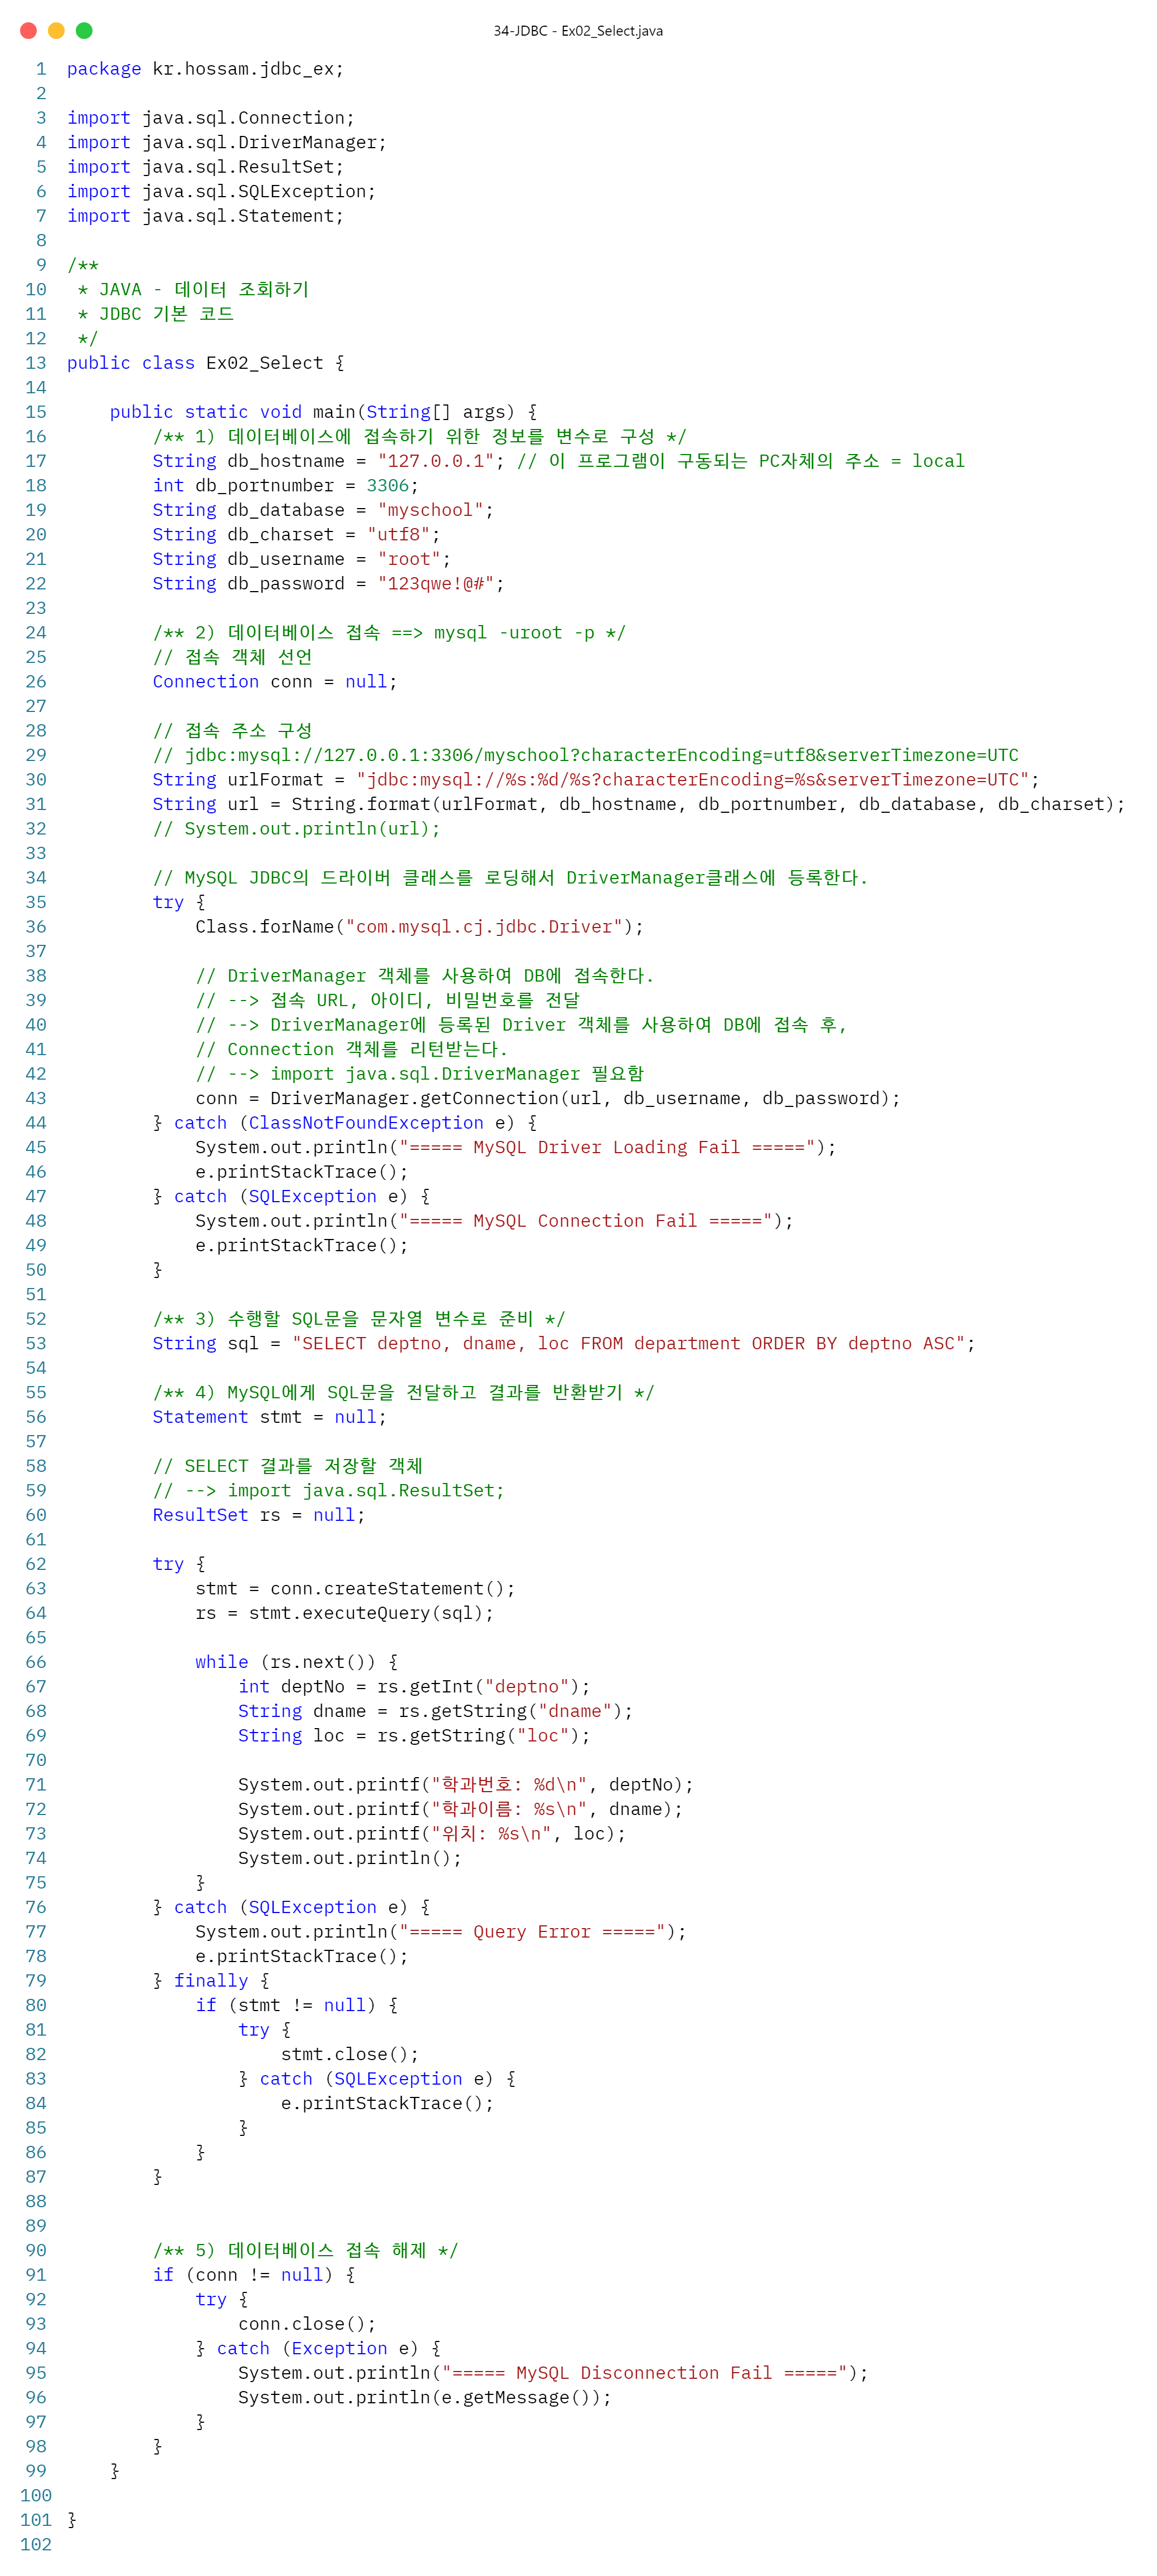 34-JDBC - Ex02_Select.java
1 package kr.hossam.jdbc_ex;
2
3 import java.sql.Connection;
4 import java.sql.DriverManager;
5 import java.sql.ResultSet;
6 import java.sql.SQLException;
7 import java.sql.Statement;
8
9 /**
10  * JAVA - 데이터 조회하기
11  * JDBC 기본 코드
12  */
13 public class Ex02_Select {
14
15     public static void main(String[] args) {
16         /** 1) 데이터베이스에 접속하기 위한 정보를 변수로 구성 */
17         String db_hostname = "127.0.0.1"; // 이 프로그램이 구동되는 PC자체의 주소 = local
18         int db_portnumber = 3306;
19         String db_database = "myschool";
20         String db_charset = "utf8";
21         String db_username = "root";
22         String db_password = "123qwe!@#";
23
24         /** 2) 데이터베이스 접속 ==> mysql -uroot -p */
25         // 접속 객체 선언
26         Connection conn = null;
27
28         // 접속 주소 구성
29         // jdbc:mysql://127.0.0.1:3306/myschool?characterEncoding=utf8&serverTimezone=UTC
30         String urlFormat = "jdbc:mysql://%s:%d/%s?characterEncoding=%s&serverTimezone=UTC";
31         String url = String.format(urlFormat, db_hostname, db_portnumber, db_database, db_charset);
32         // System.out.println(url);
33
34         // MySQL JDBC의 드라이버 클래스를 로딩해서 DriverManager클래스에 등록한다.
35         try {
36             Class.forName("com.mysql.cj.jdbc.Driver");
37
38             // DriverManager 객체를 사용하여 DB에 접속한다.
39             // --> 접속 URL, 아이디, 비밀번호를 전달
40             // --> DriverManager에 등록된 Driver 객체를 사용하여 DB에 접속 후,
41             // Connection 객체를 리턴받는다.
42             // --> import java.sql.DriverManager 필요함
43             conn = DriverManager.getConnection(url, db_username, db_password);
44         } catch (ClassNotFoundException e) {
45             System.out.println("===== MySQL Driver Loading Fail =====");
46             e.printStackTrace();
47         } catch (SQLException e) {
48             System.out.println("===== MySQL Connection Fail =====");
49             e.printStackTrace();
50         }
51
52         /** 3) 수행할 SQL문을 문자열 변수로 준비 */
53         String sql = "SELECT deptno, dname, loc FROM department ORDER BY deptno ASC";
54
55         /** 4) MySQL에게 SQL문을 전달하고 결과를 반환받기 */
56         Statement stmt = null;
57
58         // SELECT 결과를 저장할 객체
59         // --> import java.sql.ResultSet;
60         ResultSet rs = null;
61
62         try {
63             stmt = conn.createStatement();
64             rs = stmt.executeQuery(sql);
65
66             while (rs.next()) {
67                 int deptNo = rs.getInt("deptno");
68                 String dname = rs.getString("dname");
69                 String loc = rs.getString("loc");
70
71                 System.out.printf("학과번호: %d\n", deptNo);
72                 System.out.printf("학과이름: %s\n", dname);
73                 System.out.printf("위치: %s\n", loc);
74                 System.out.println();
75             }
76         } catch (SQLException e) {
77             System.out.println("===== Query Error =====");
78             e.printStackTrace();
79         } finally {
80             if (stmt != null) {
81                 try {
82                     stmt.close();
83                 } catch (SQLException e) {
84                     e.printStackTrace();
85                 }
86             }
87         }
88
89
90         /** 5) 데이터베이스 접속 해제 */
91         if (conn != null) {
92             try {
93                 conn.close();
94             } catch (Exception e) {
95                 System.out.println("===== MySQL Disconnection Fail =====");
96                 System.out.println(e.getMessage());
97             }
98         }
99     }
100
101 }
102